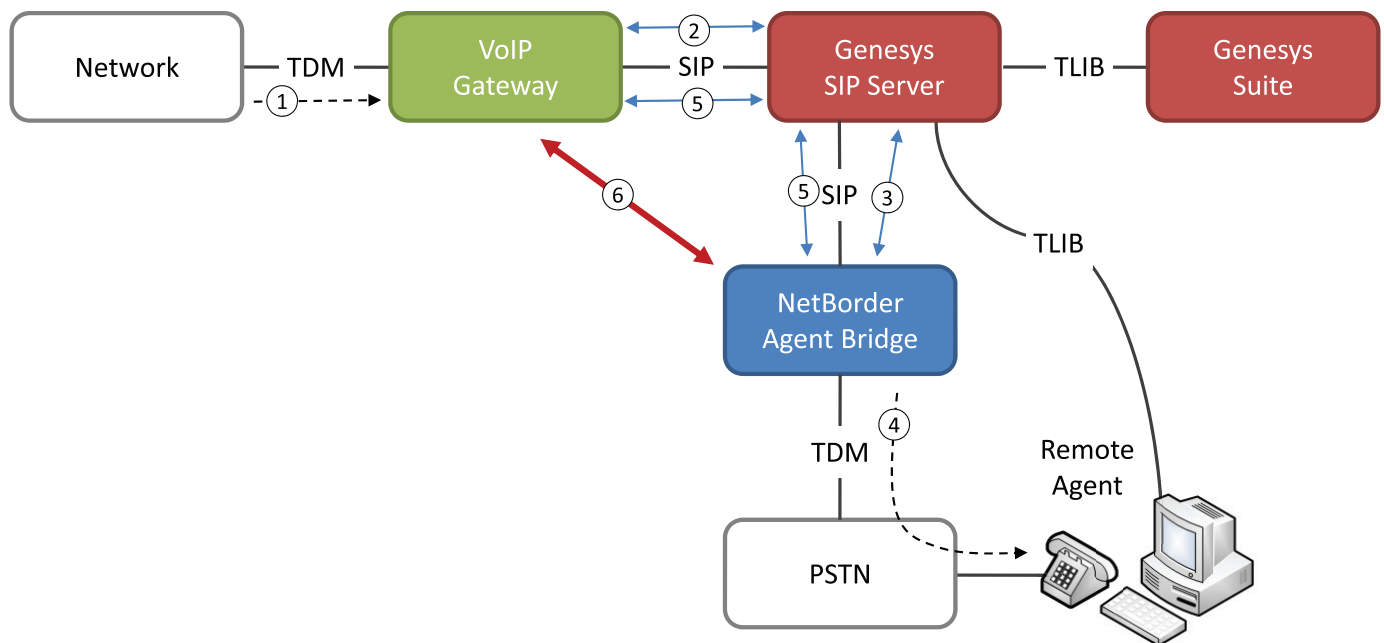 Network
TDM
1
VoIP
Gateway
2
SIP
5
Genesys
SIP Server
TLIB
Genesys
Suite
6
5
SIP
3
TLIB
NetBorder
Agent Bridge
4
TDM
Remote
Agent
PSTN